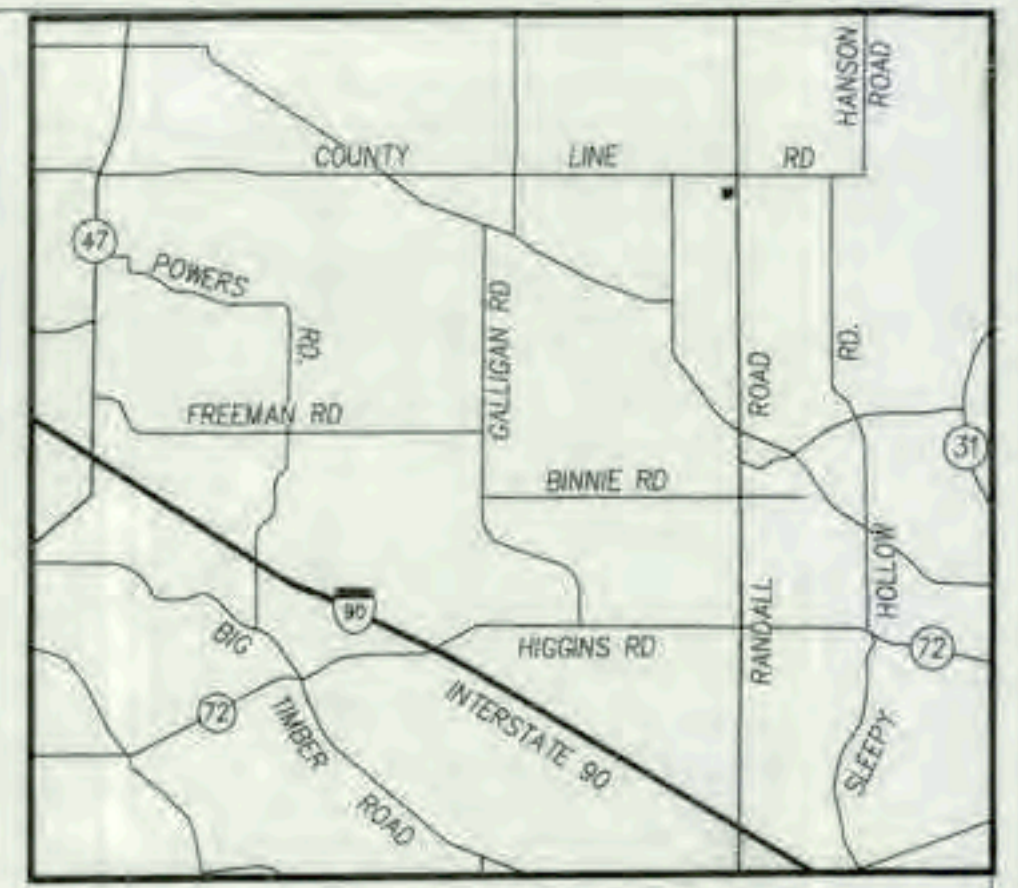 HANSON
ROAD
COUNTY LINE RD
47
POWERS
RD.
GALLIGAN RD
ROAD
RD.
FREEMAN RD
31
BINNIE RD
HOLLOW
90
RANDALL
BIG
HIGGINS RD
72
72
TIMBER
INTERSTATE 90
SLEEPY
ROAD